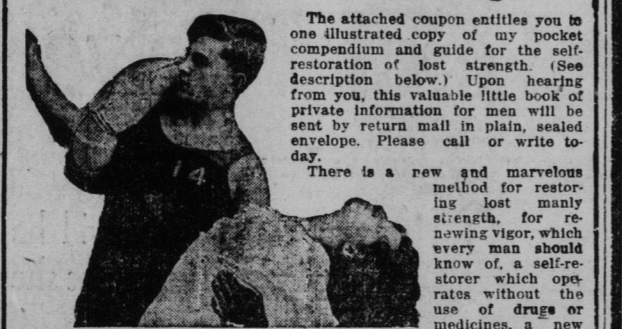 The attached coupon entitles you to
one illustrated copy of my pocket
compendium and guide for the self-
restoration of lost strength. (See
description below.) Upon hearing
from you, this valuable little book of
private information for men will be
sent by return mail in plain, sealed
envelope. Please call or write to-
day.
There is a new and marvelous
method for restor-
ing lost manly
strength, for re-
newing vigor, which
every man should
know of, a self-re-
storer which ope-
rates without the
use of drugs or
medicines, a new
14